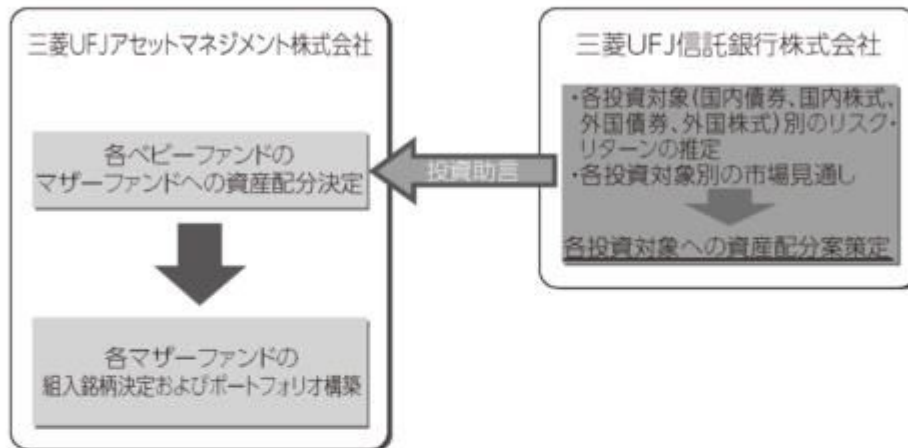 三菱UFJアセットマネジメント株式会社
各ベビーファンドの
マザーファンドへの資産配分決定
各マザーファンドの
組入銘柄決定およびポートフォリオ構築
投資助言
三菱UFJ信託銀行株式会社
・各投資対象(国内債券、国内株式、
外国債券、外国株式)別のリスク・
リターンの推定
・各投資対象別の市場見通し
各投資対象への資産配分案策定